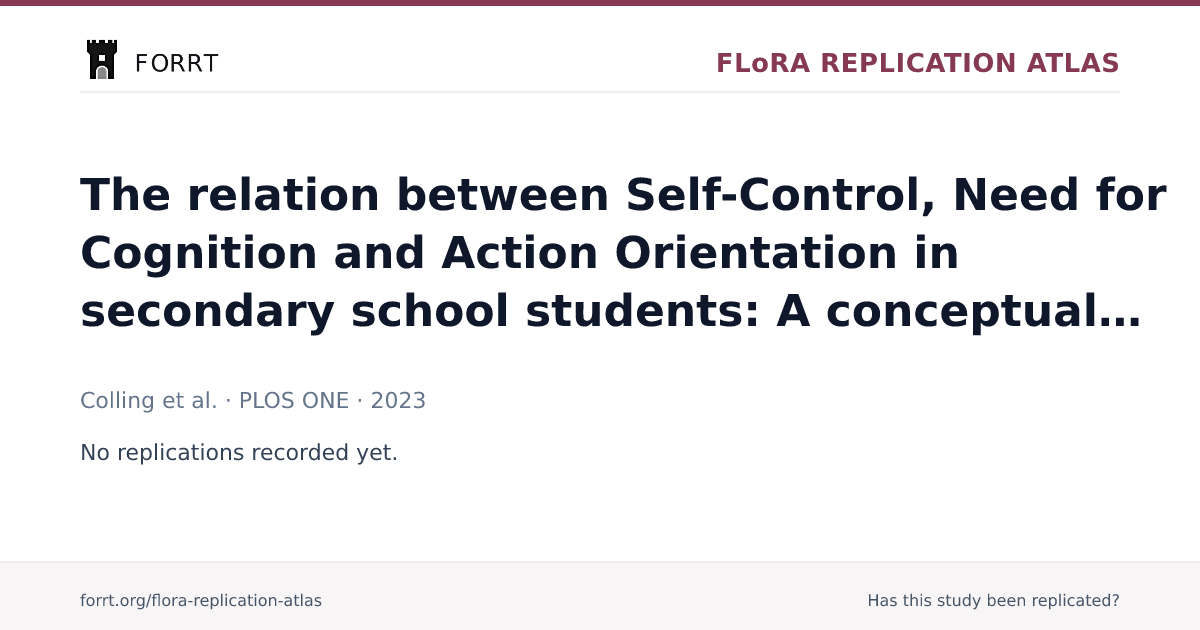 FORRT
FLoRA REPLICATION ATLAS
The relation between Self-Control, Need for
Cognition and Action Orientation in
secondary school students: A conceptual…
Colling et al. · PLOS ONE · 2023
No replications recorded yet.
forrt.org/flora-replication-atlas
Has this study been replicated?